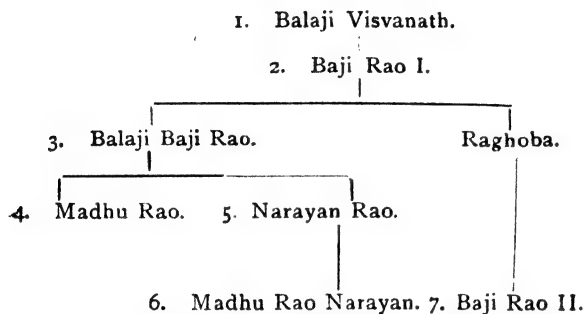 1. Balaji Visvanath.
2. Baji Rao I.
3. Balaji Baji Rao. Raghoba.
4. Madhu Rao. 5. Narayan Rao.
6. Madhu Rao Narayan. 7. Baji Rao II.